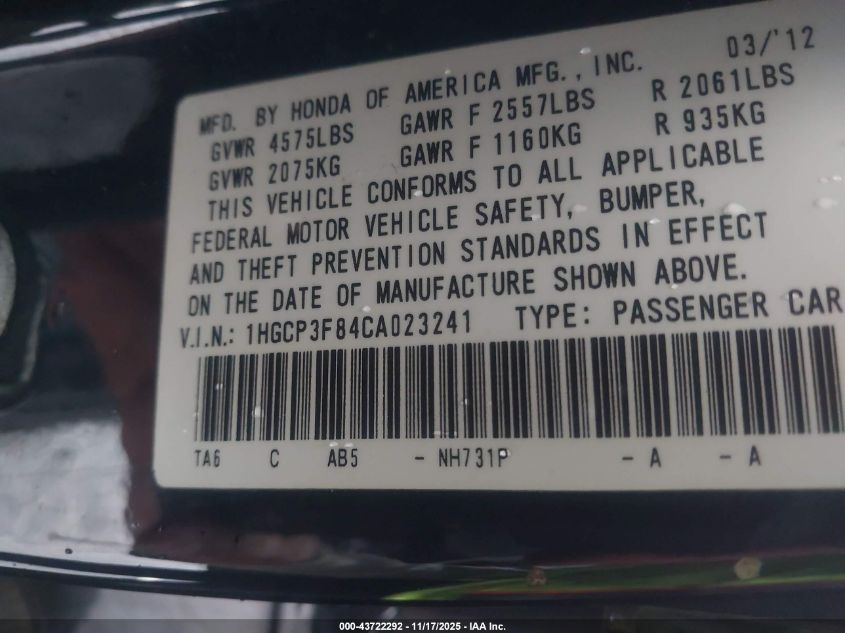 03/'12
MFD. BY HONDA OF AMERICA MFG., INC.
GVWR 4575LBS GAWR F 2557LBS R 2061LBS
GVWR 2075KG GAWR F 1160KG R 935KG
THIS VEHICLE CONFORMS TO ALL APPLICABLE
FEDERAL MOTOR VEHICLE SAFETY, BUMPER,
AND THEFT PREVENTION STANDARDS IN EFFECT
ON THE DATE OF MANUFACTURE SHOWN ABOVE.
V.I.N.: 1HGCP3F84CA023241 TYPE: PASSENGER CAR
TA6 C AB5 - NH731P - A - A
000-43722292 - 11/17/2025 - IAA Inc.